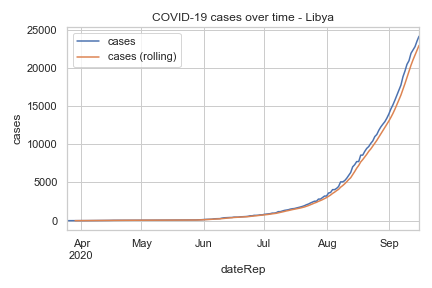 COVID-19 cases over time - Libya
cases
cases (rolling)
25000
20000
15000
10000
5000
0
cases
Apr
2020
May
Jun
Jul
Aug
Sep
dateRep